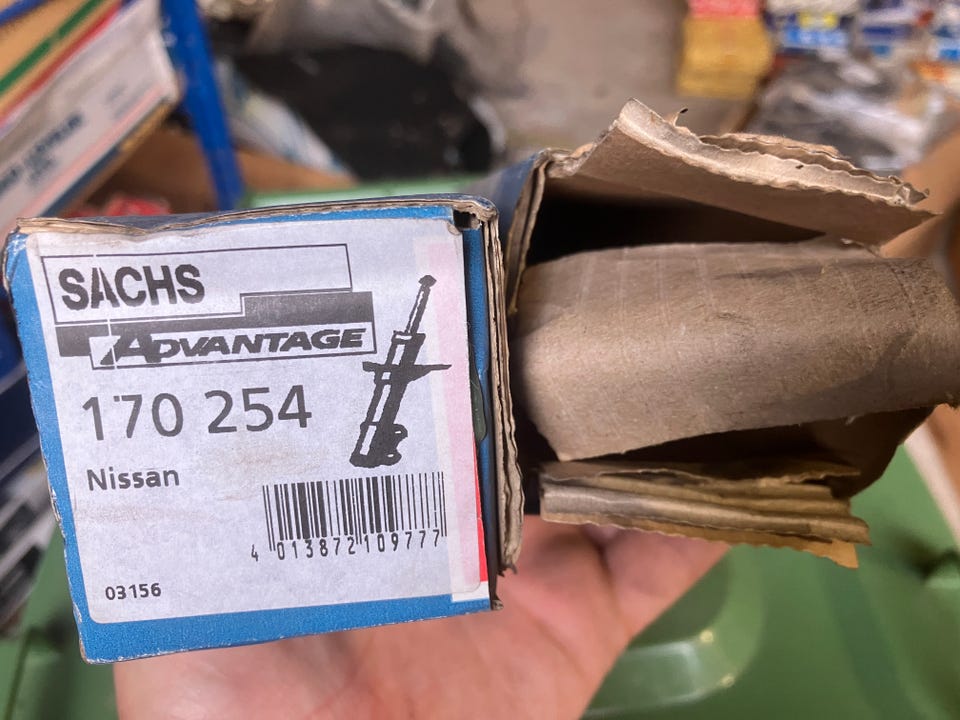 SACHS
ADVANTAGE
170 254
Nissan
4 013872 109777
03156